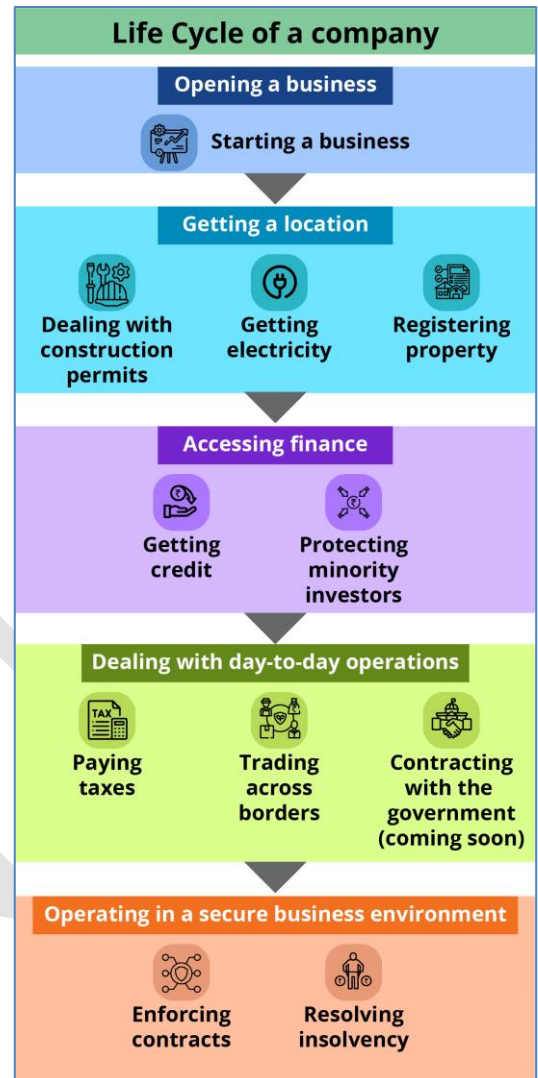 Life Cycle of a company
Opening a business
Starting a business
Getting a location
Dealing with
construction
permits
Getting
electricity
Registering
property
Accessing finance
Getting
credit
Protecting
minority
investors
Dealing with day-to-day operations
TAX
Paying
taxes
Trading
across
borders
Contracting
with the
government
(coming soon)
Operating in a secure business environment
Enforcing
contracts
Resolving
insolvency